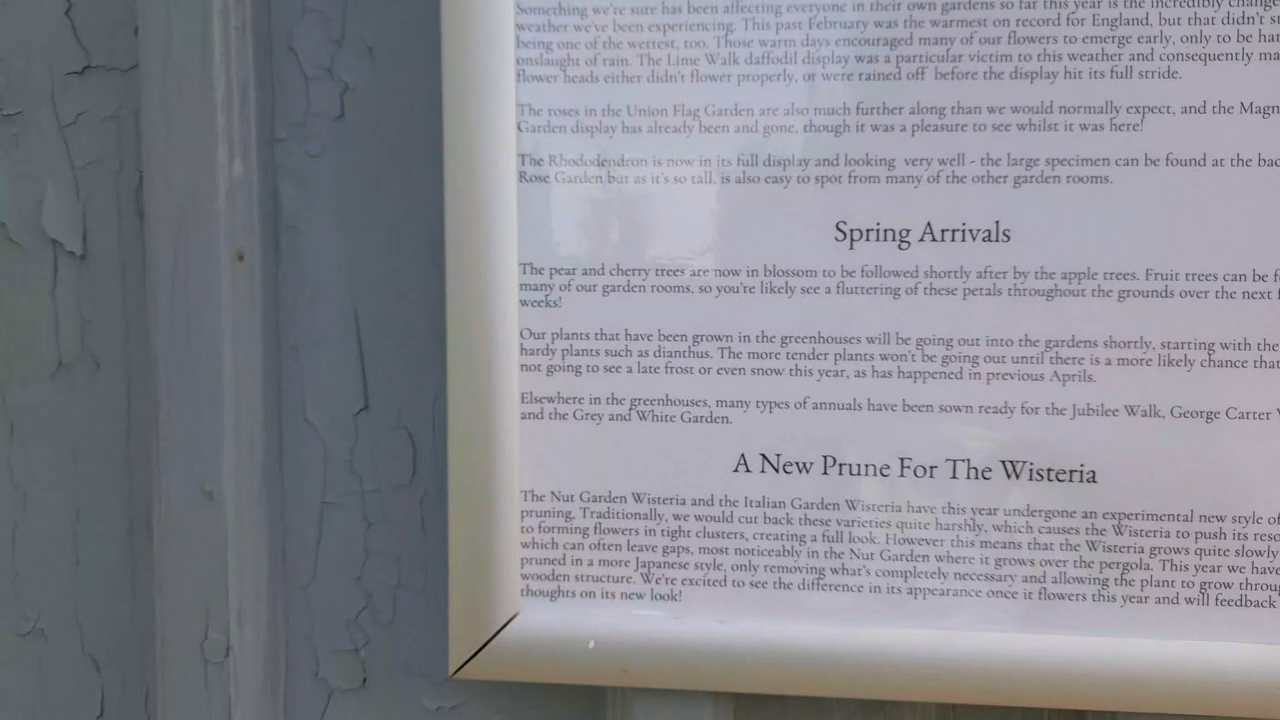 Something we're sure has been affecting everyone in their own gardens so far this year is the incredibly
weather we've been experiencing. This past February was the warmest on record for England, but that didn't
being one of the wettest, too. Those warm days encouraged many of our flowers to emerge early, only to be
onslaught of rain. The Lime Walk daffodil display was a particular victim to this weather and consequently
flower heads either didn't flower properly, or were rained off before the display hit its full stride.
The roses in the Union Flag Garden are also much further along than we would normally expect, and the
Garden display has already been and gone, though it was a pleasure to see whilst it was here!
The Rhododendron is now in its full display and looking very well - the large specimen can be found at the
Rose Garden but as it's so tall, is also easy to spot from many of the other garden rooms.
Spring Arrivals
The pear and cherry trees are now in blossom to be followed shortly after by the apple trees. Fruit trees can be
many of our garden rooms, so you're likely see a fluttering of these petals throughout the grounds over the next
weeks!
Our plants that have been grown in the greenhouses will be going out into the gardens shortly, starting with the
hardy plants such as dianthus. The more tender plants won't be going out until there is a more likely chance that
not going to see a late frost or even snow this year, as has happened in previous Aprils.
Elsewhere in the greenhouses, many types of annuals have been sown ready for the Jubilee Walk, George Carter
and the Grey and White Garden.
A New Prune For The Wisteria
The Nut Garden Wisteria and the Italian Garden Wisteria have this year undergone an experimental new style of
pruning. Traditionally, we would cut back these varieties quite harshly, which causes the Wisteria to push its
to forming flowers in tight clusters, creating a full look. However this means that the Wisteria grows quite slowly
which can often leave gaps, most noticeably in the Nut Garden where it grows over the pergola. This year we have
pruned in a more Japanese style, only removing what's completely necessary and allowing the plant to grow
wooden structure. We're excited to see the difference in its appearance once it flowers this year and will feedback
thoughts on its new look!